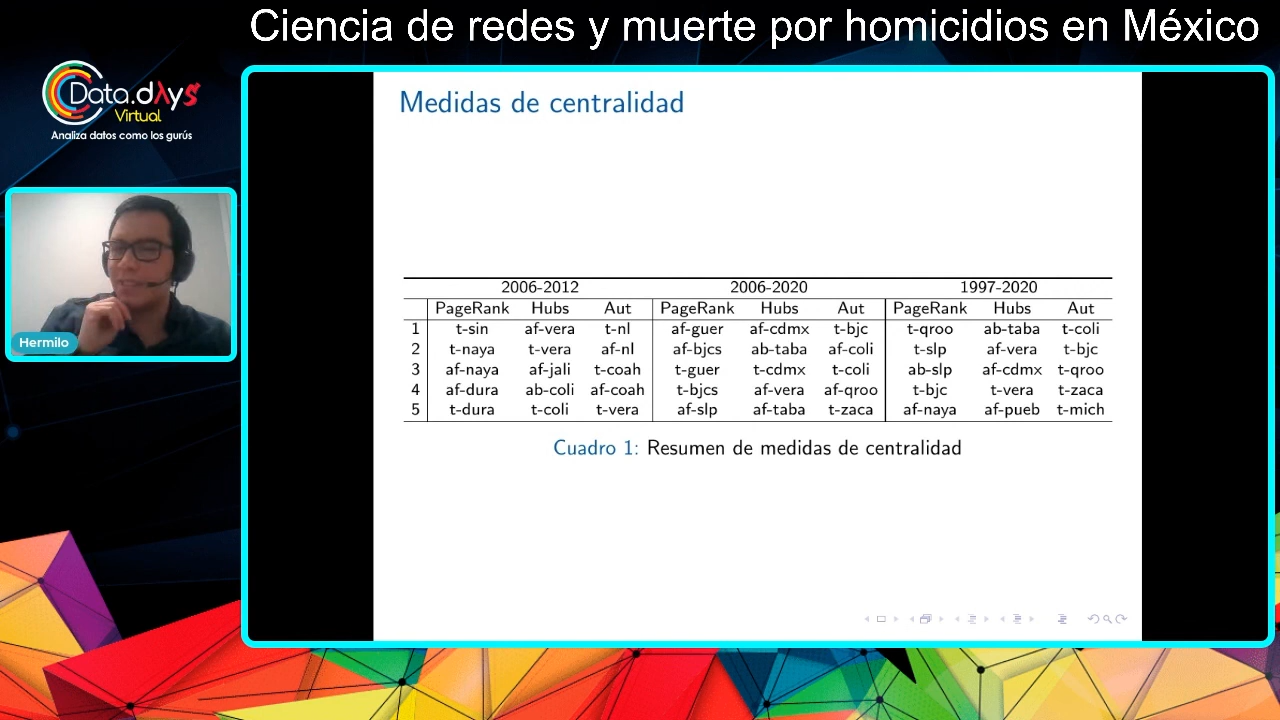 Ciencia de redes y muerte por homicidios en México
Data.dAys
Virtual
Analiza datos como los gurús
Hermilo
Medidas de centralidad
2006-2012 2006-2020 1997-2020
PageRank Hubs Aut PageRank Hubs Aut PageRank Hubs Aut
1 t-sin af-vera t-nl af-guer af-cdmx t-bjc t-qroo ab-taba t-coli
2 t-naya t-vera af-nl af-bjcs ab-taba af-coli t-slp af-vera t-bjc
3 af-naya af-jali t-coah t-guer t-cdmx t-coli ab-slp af-cdmx t-qroo
4 af-dura ab-coli af-coah t-bjcs af-vera af-qroo t-bjc t-vera t-zaca
5 t-dura t-coli t-vera af-slp af-taba t-zaca af-naya af-pueb t-mich
Cuadro 1: Resumen de medidas de centralidad